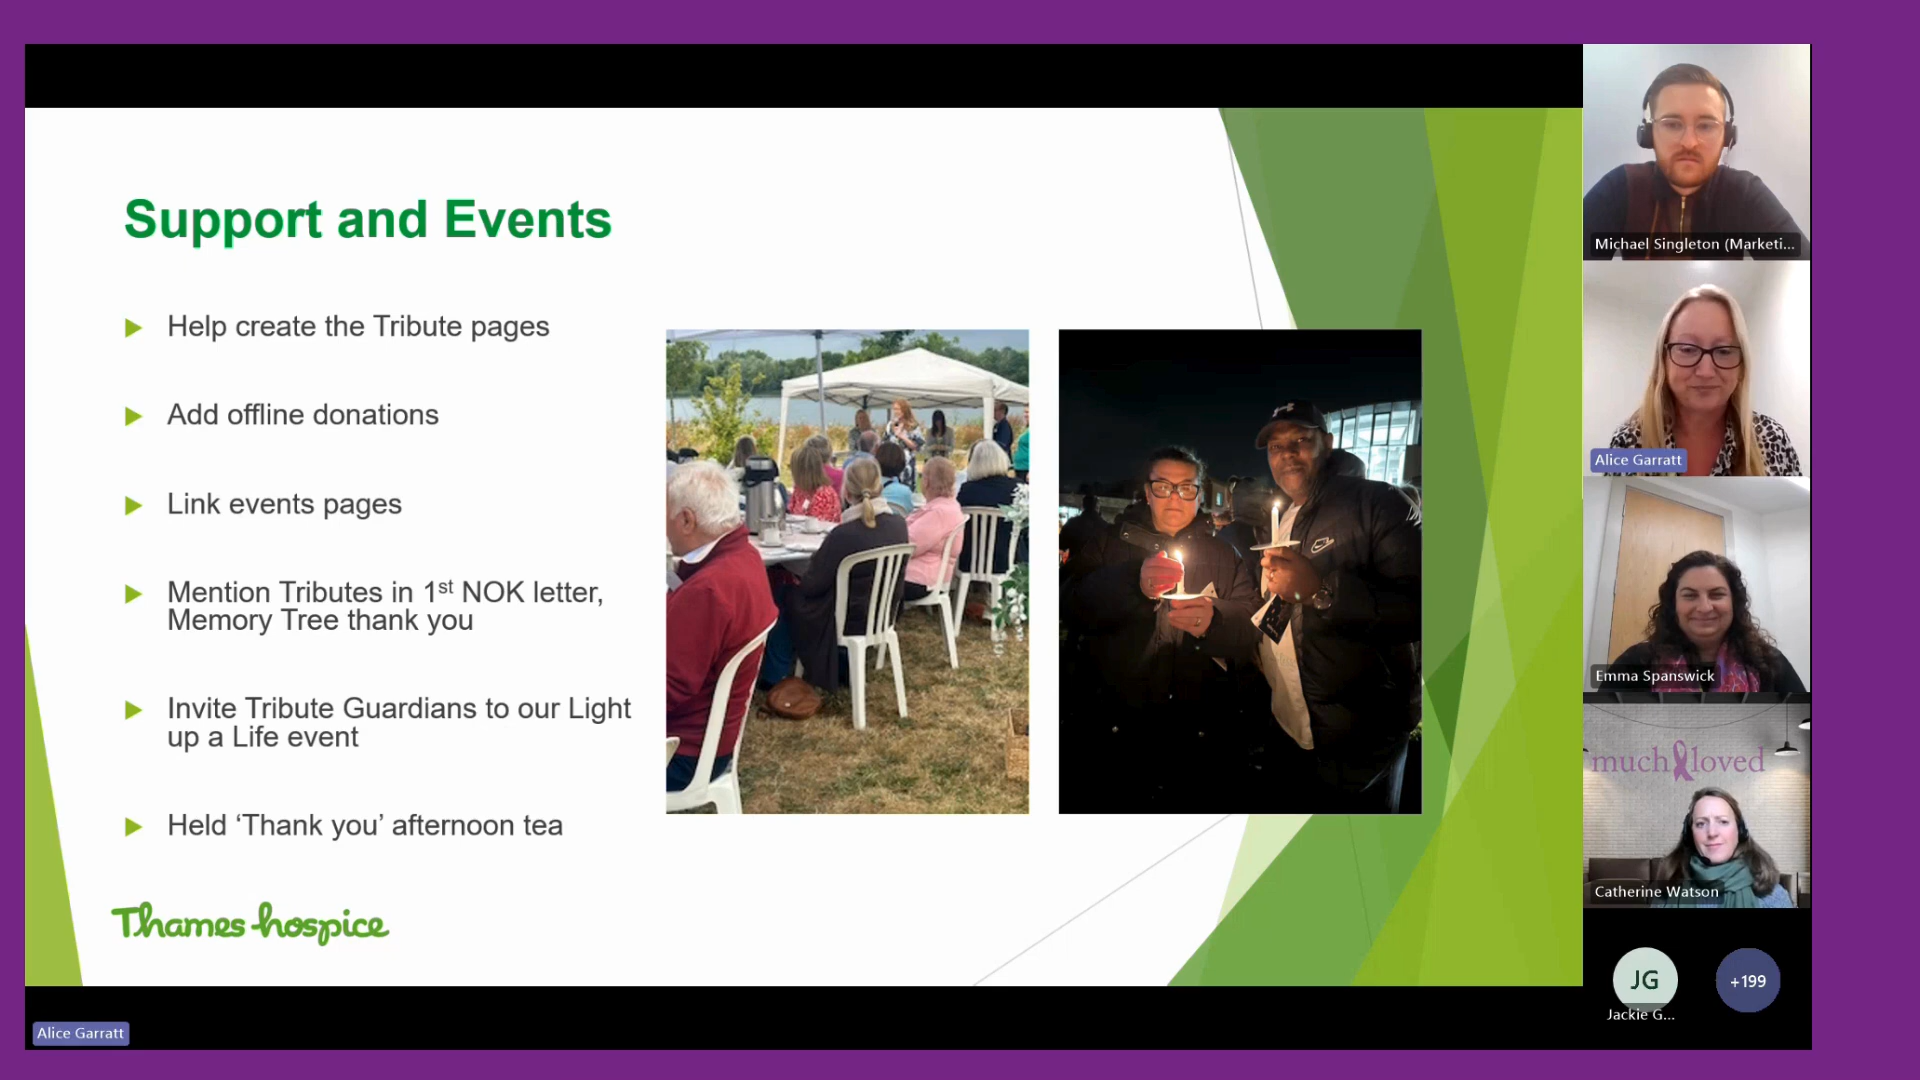 Support and Events
Help create the Tribute pages
Add offline donations
Link events pages
Mention Tributes in 1st NOK letter,
Memory Tree thank you
Invite Tribute Guardians to our Light
up a Life event
Held ‘Thank you’ afternoon tea
Thames hospice
Alice Garratt
Michael Singleton (Marketi...
Alice Garratt
Emma Spanswick
much loved
Catherine Watson
JG
Jackie G...
+199